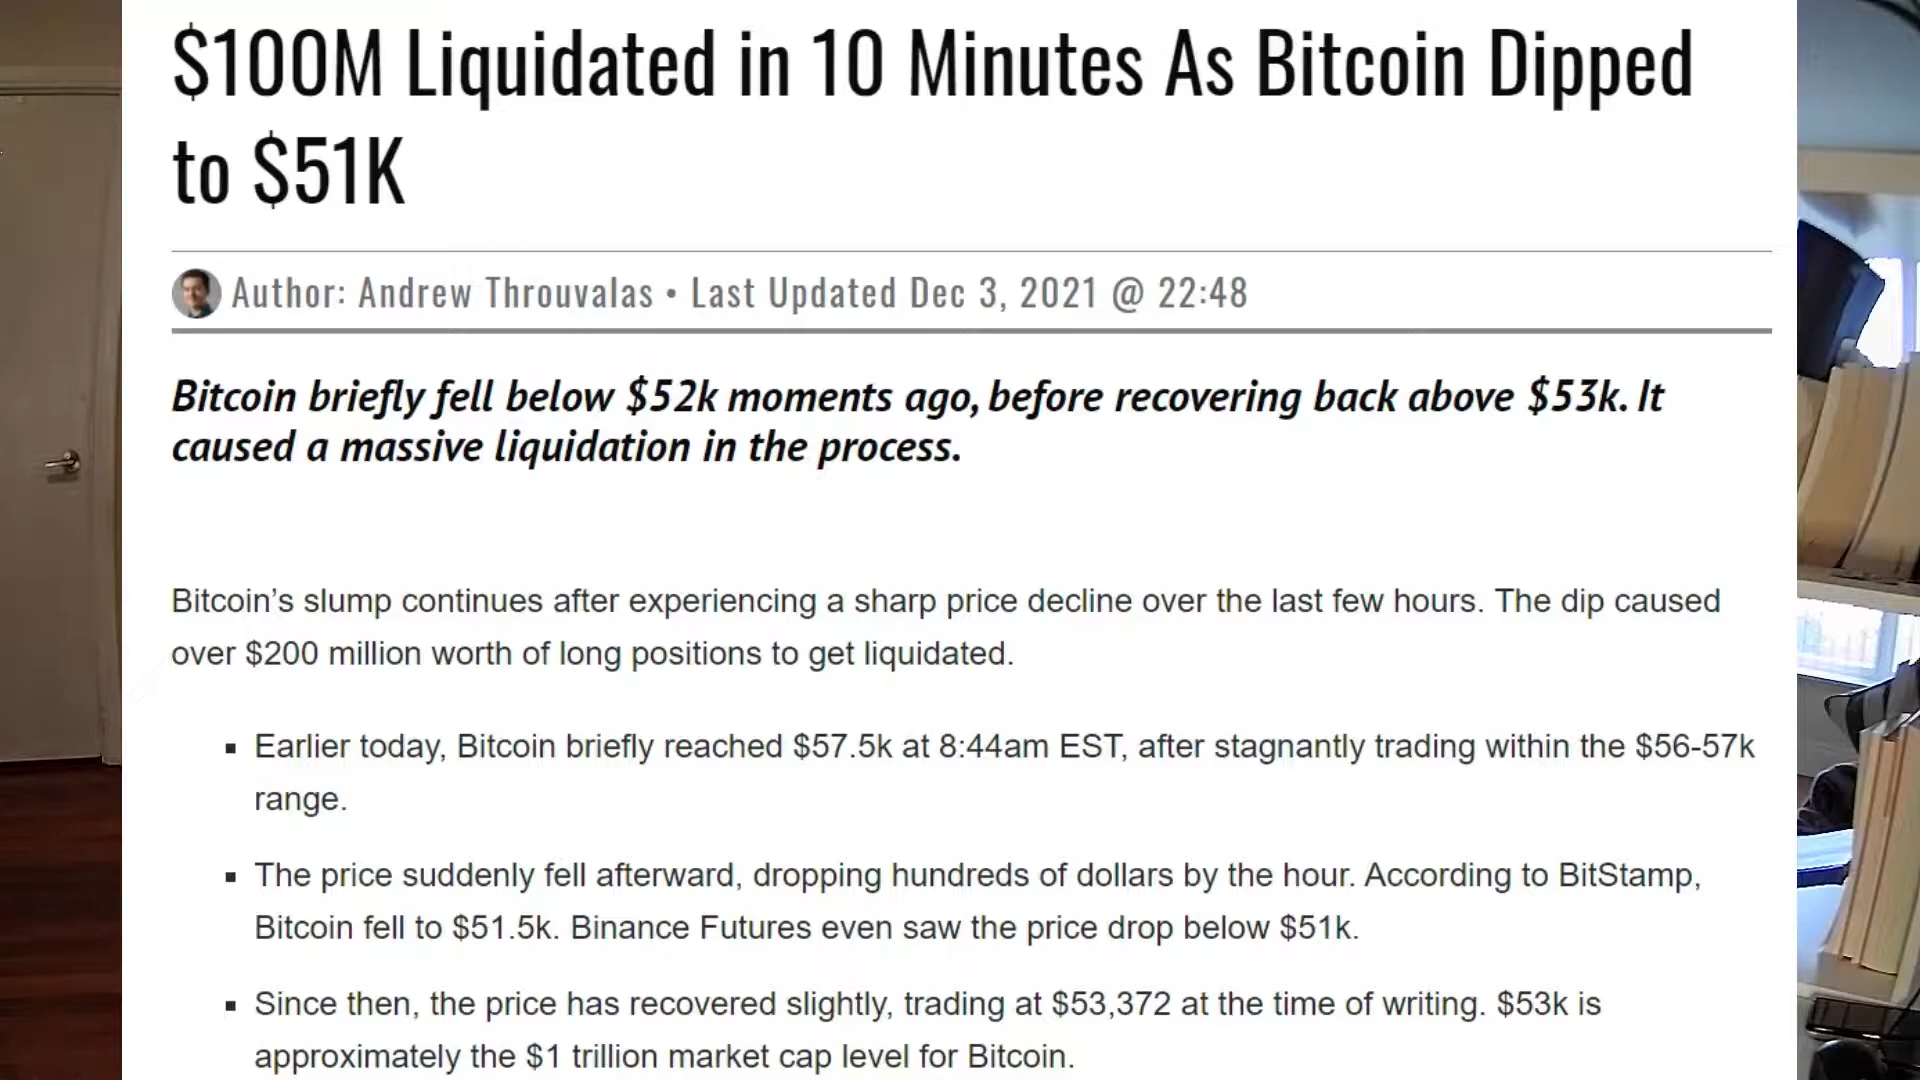 $100M Liquidated in 10 Minutes As Bitcoin Dipped
to $51K
Author: Andrew Throuvalas • Last Updated Dec 3, 2021 @ 22:48
Bitcoin briefly fell below $52k moments ago, before recovering back above $53k. It
caused a massive liquidation in the process.
Bitcoin’s slump continues after experiencing a sharp price decline over the last few hours. The dip caused
over $200 million worth of long positions to get liquidated.
▪ Earlier today, Bitcoin briefly reached $57.5k at 8:44am EST, after stagnantly trading within the $56-57k
range.
▪ The price suddenly fell afterward, dropping hundreds of dollars by the hour. According to BitStamp,
Bitcoin fell to $51.5k. Binance Futures even saw the price drop below $51k.
▪ Since then, the price has recovered slightly, trading at $53,372 at the time of writing. $53k is
approximately the $1 trillion market cap level for Bitcoin.